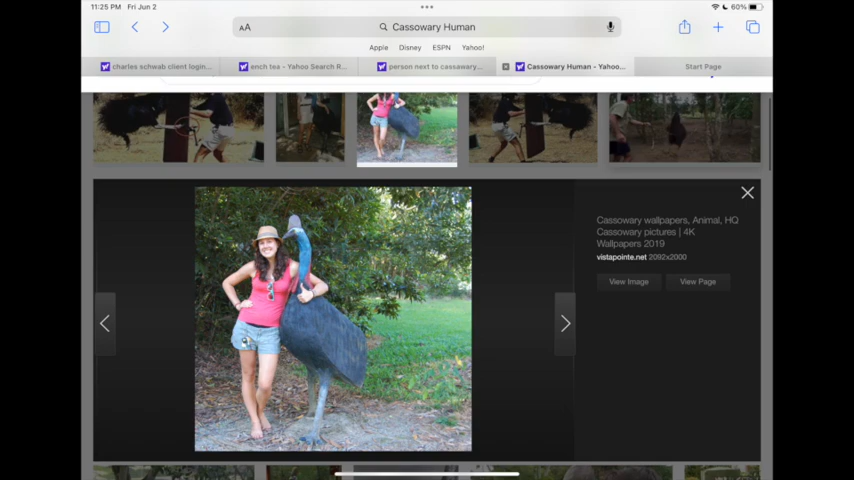 11:25 PM Fri Jun 2
60%
AA
Cassowary Human
Apple
Disney
ESPN
Yahoo!
charles schwab client login...
ench tea - Yahoo Search R...
person next to cassawary...
Cassowary Human - Yahoo...
Start Page
Cassowary wallpapers, Animal, HQ
Cassowary pictures | 4K
Wallpapers 2019
vistapointe.net 2092x2000
View Image
View Page